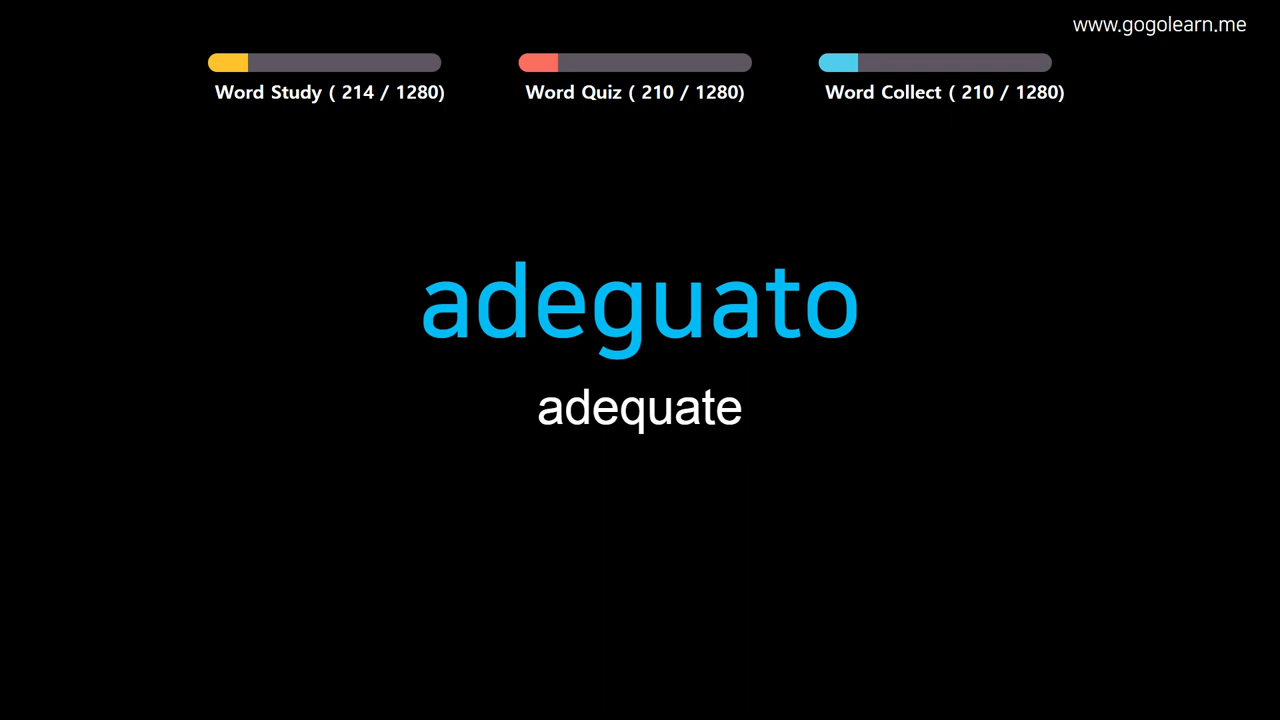 www.gogolearn.me
Word Study ( 214 / 1280)
Word Quiz ( 210 / 1280)
Word Collect ( 210 / 1280)
adeguato
adequate